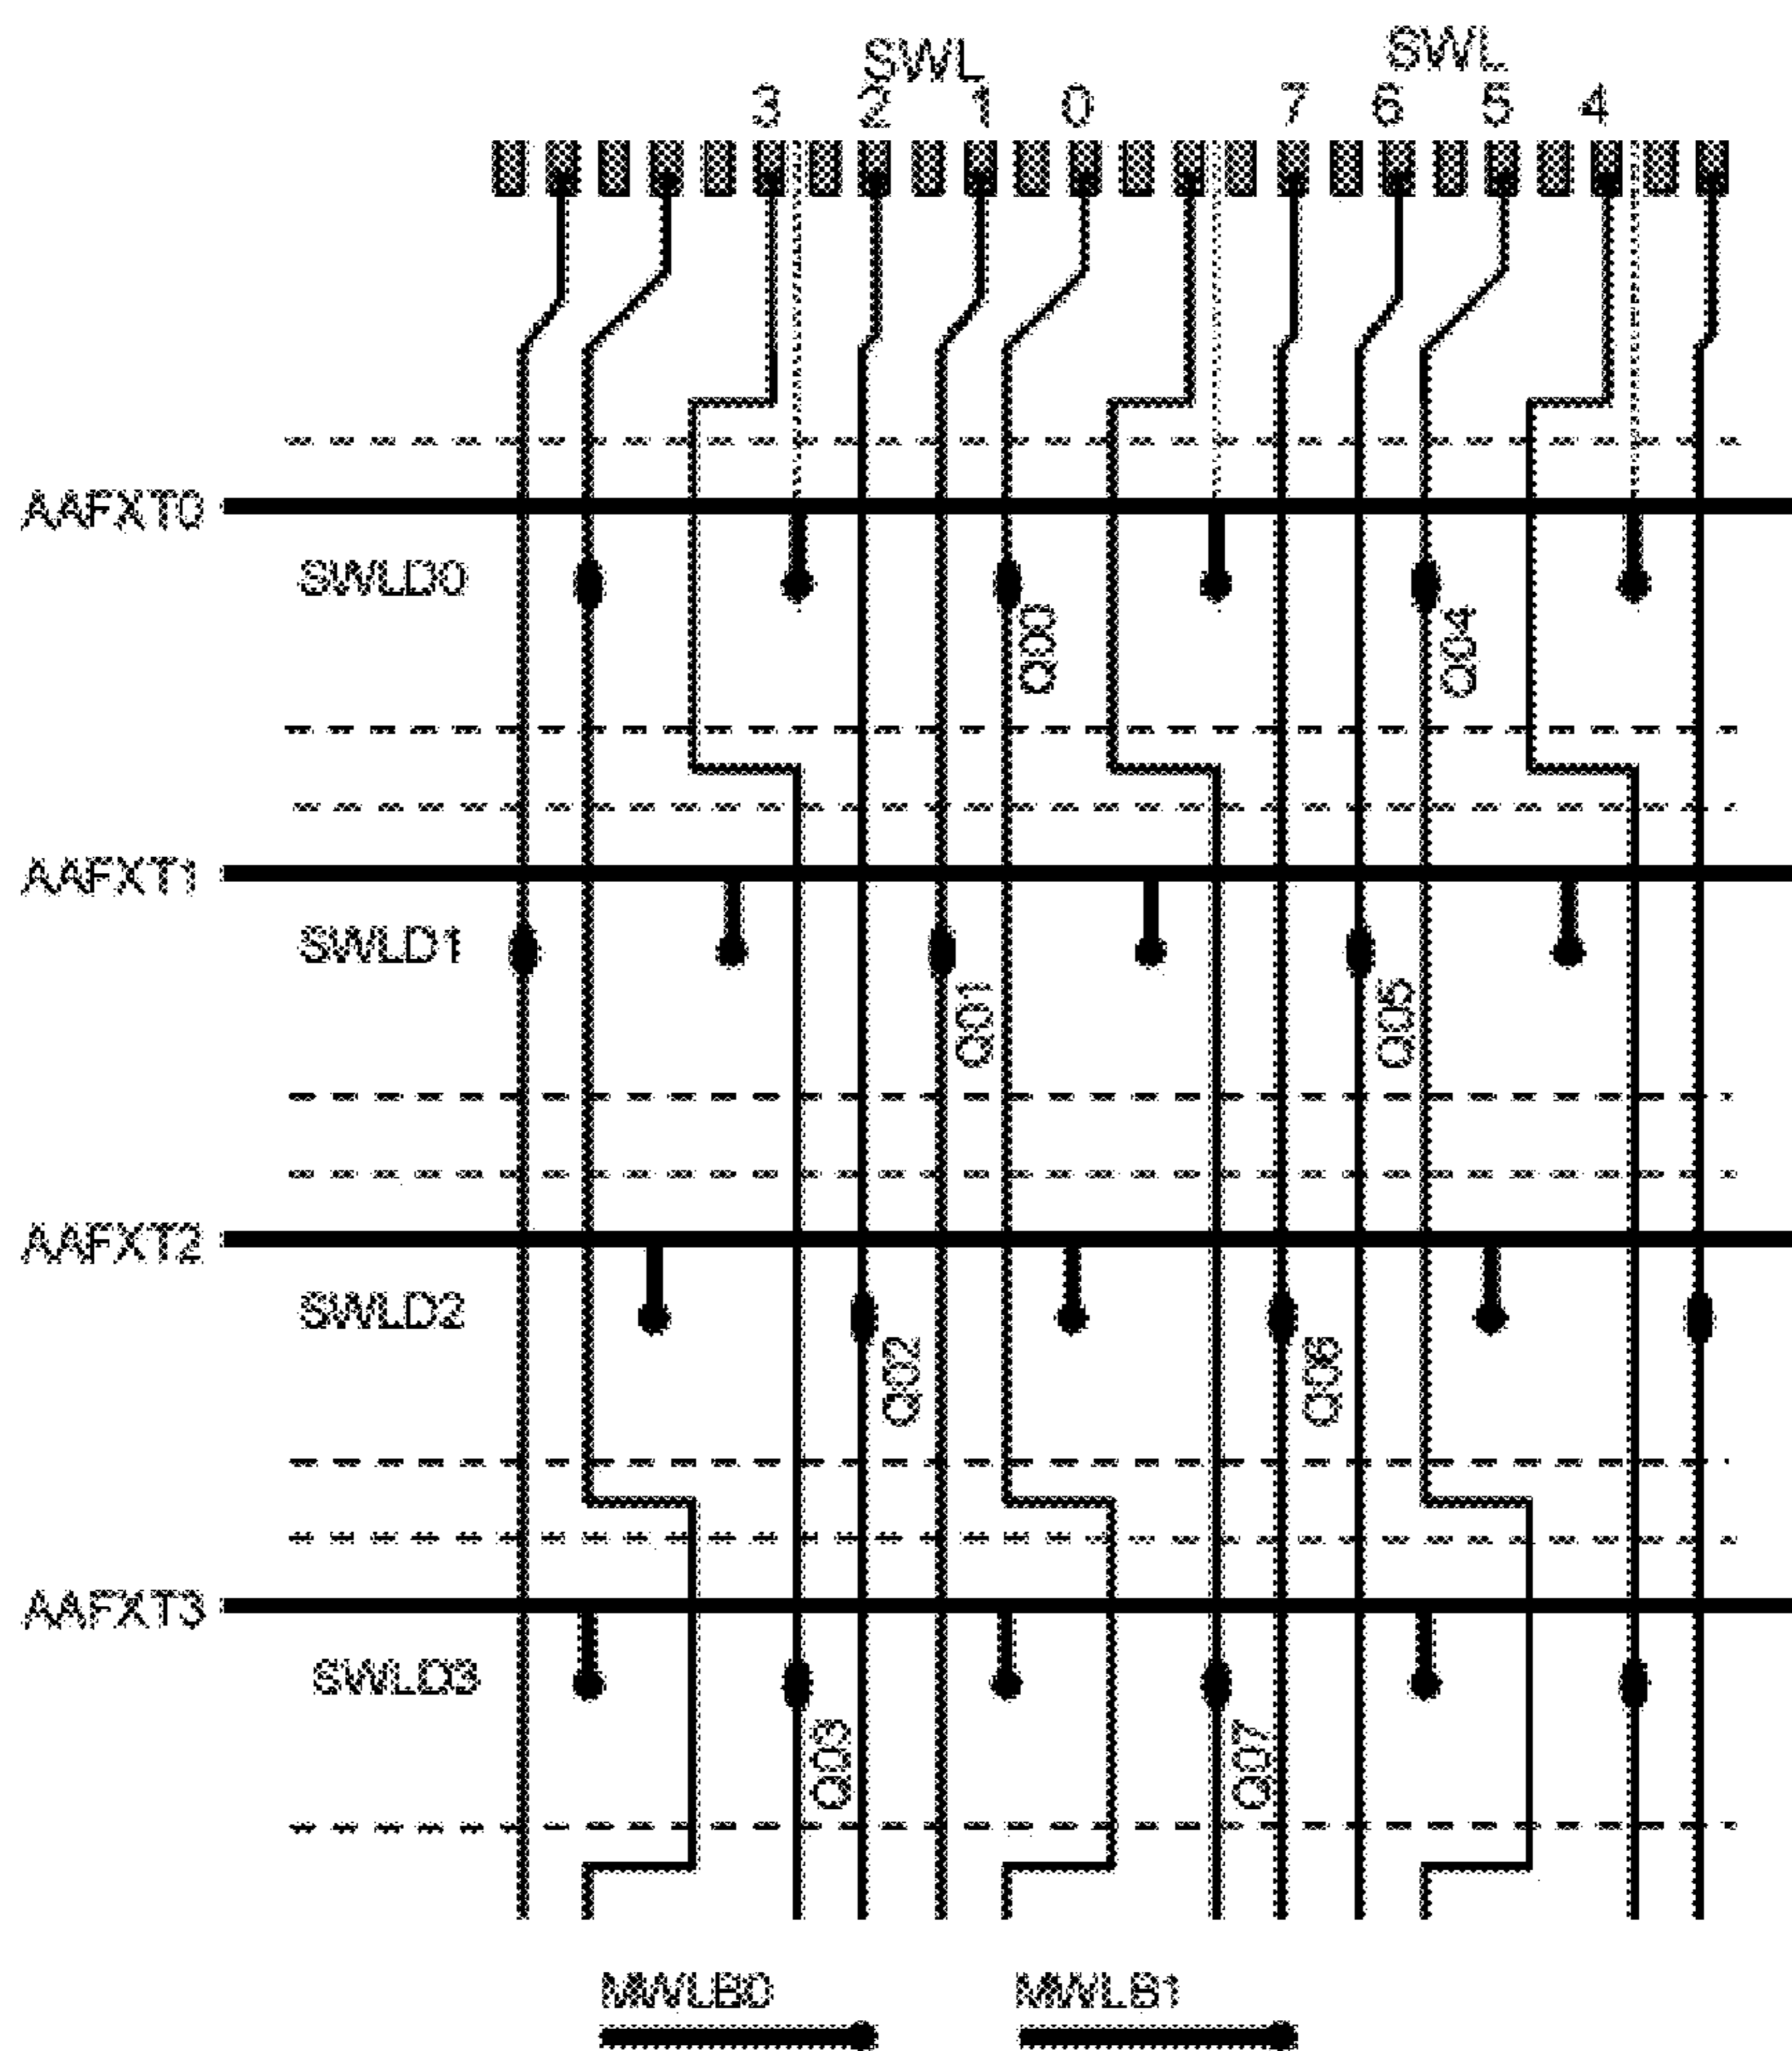 SWL SWL
3 2 1 0 7 6 5 4
AAFXT0
SWLD0
Q00 Q04
AAFXT1
SWLD1
Q01 Q05
AAFXT2
SWLD2
Q02 Q06
AAFXT3
SWLD3
Q03 Q07
MWLB0 MWLB1